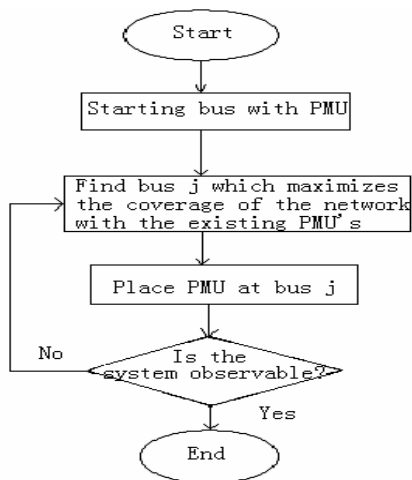 Start
Starting bus with PMU
Find bus j which maximizes
the coverage of the network
with the existing PMU's
Place PMU at bus j
Is the
system observable?
No
Yes
End